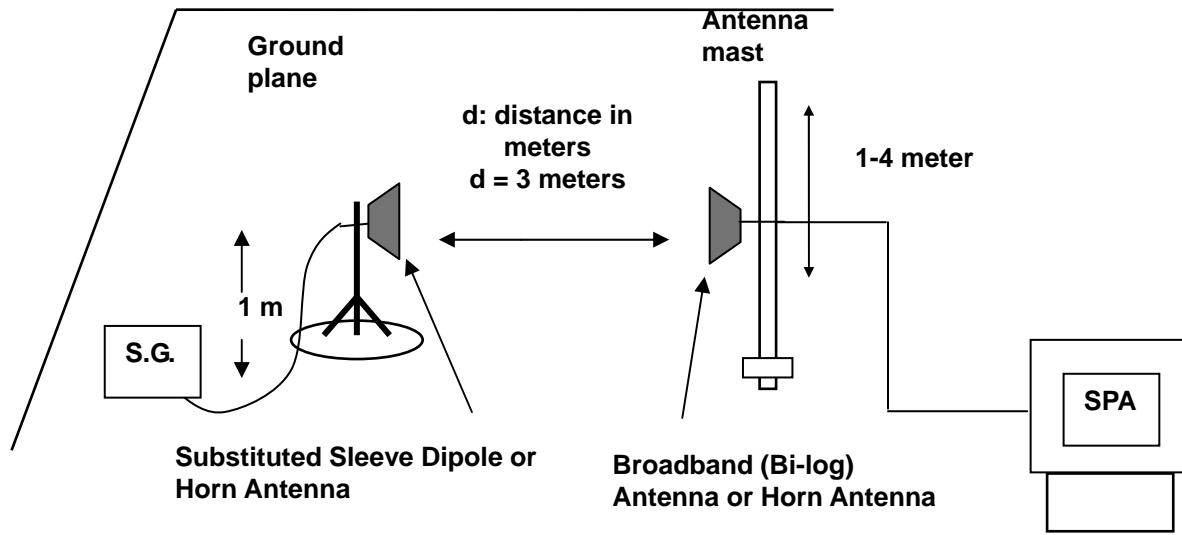 Ground
plane
Antenna
mast
d: distance in
meters
d = 3 meters
1-4 meter
1 m
S.G.
SPA
Substituted Sleeve Dipole or
Horn Antenna
Broadband (Bi-log)
Antenna or Horn Antenna